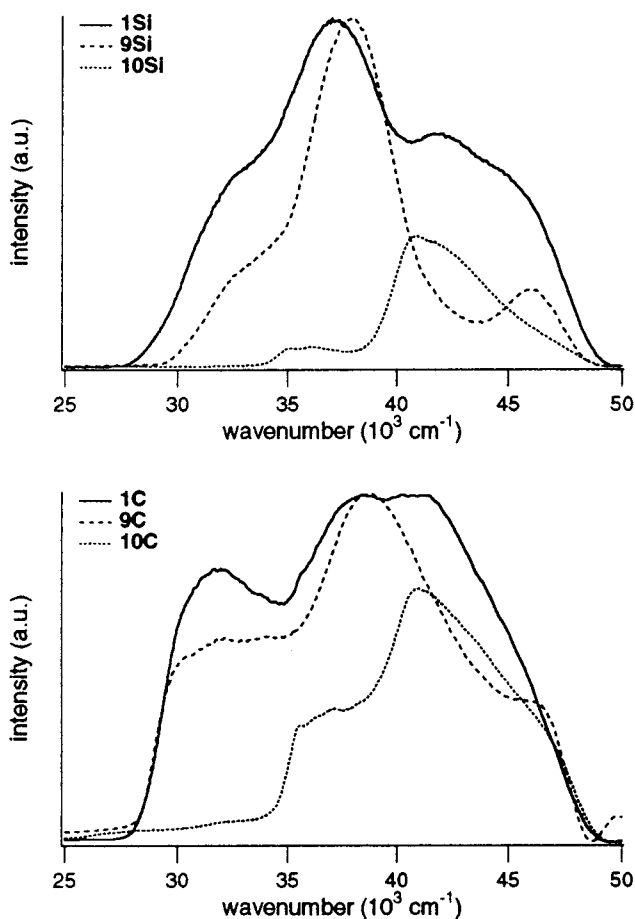 1Si
9Si
10Si
intensity (a.u.)
25 30 35 40 45 50
wavenumber (10³ cm⁻¹)
1C
9C
10C
intensity (a.u.)
25 30 35 40 45 50
wavenumber (10³ cm⁻¹)